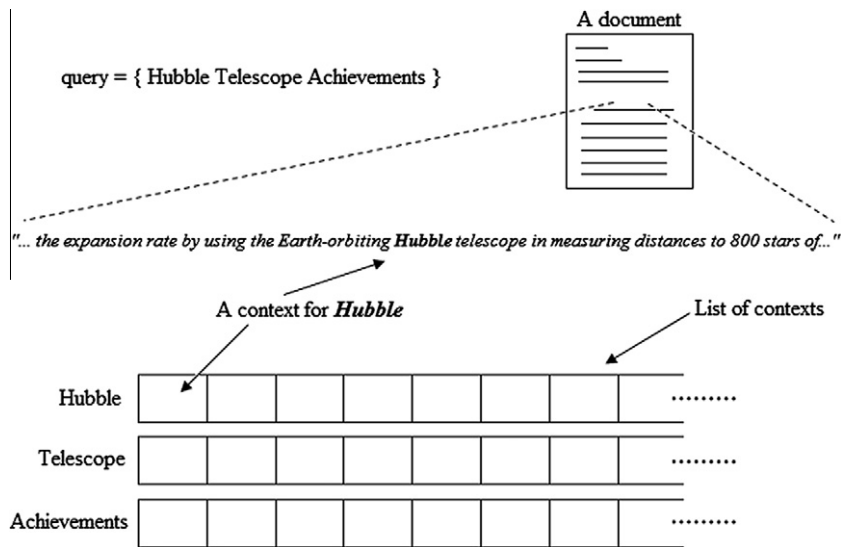 A document
query = { Hubble Telescope Achievements }
"... the expansion rate by using the Earth-orbiting Hubble telescope in measuring distances to 800 stars of..."
A context for Hubble
List of contexts
Hubble
.........
Telescope
.........
Achievements
.........